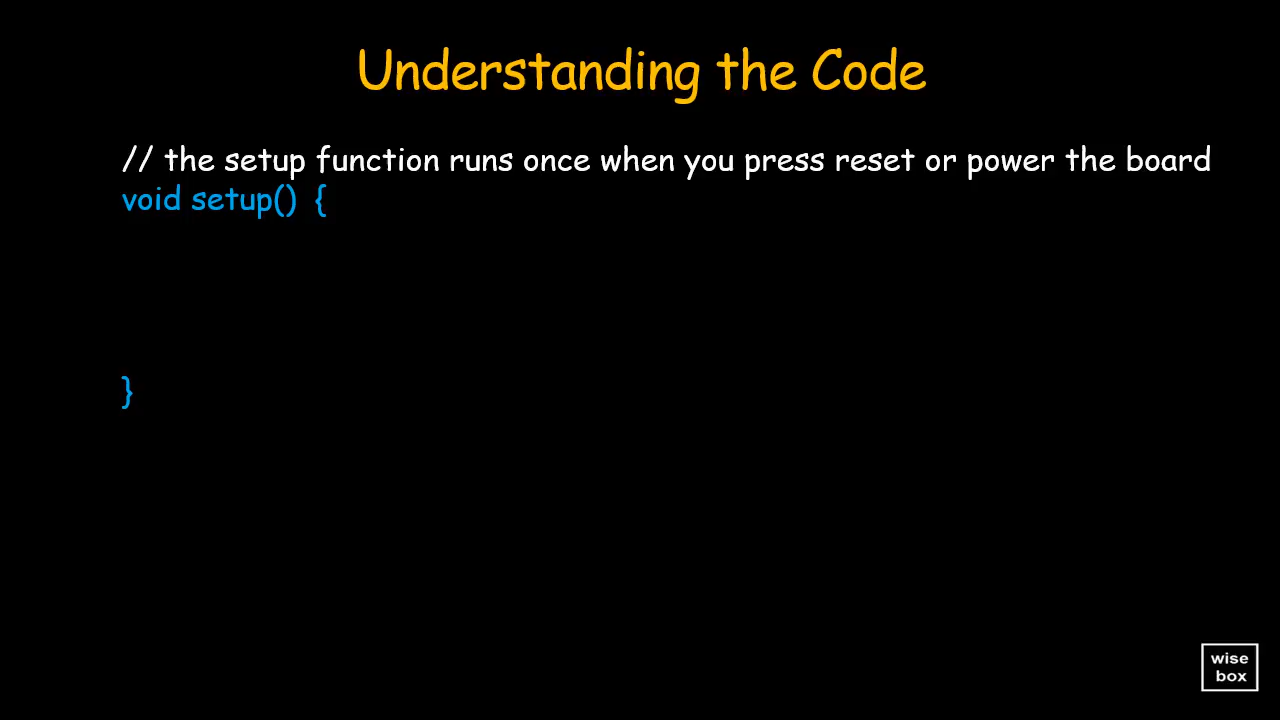 Understanding the Code
// the setup function runs once when you press reset or power the board
void setup()  {
}
wise
box